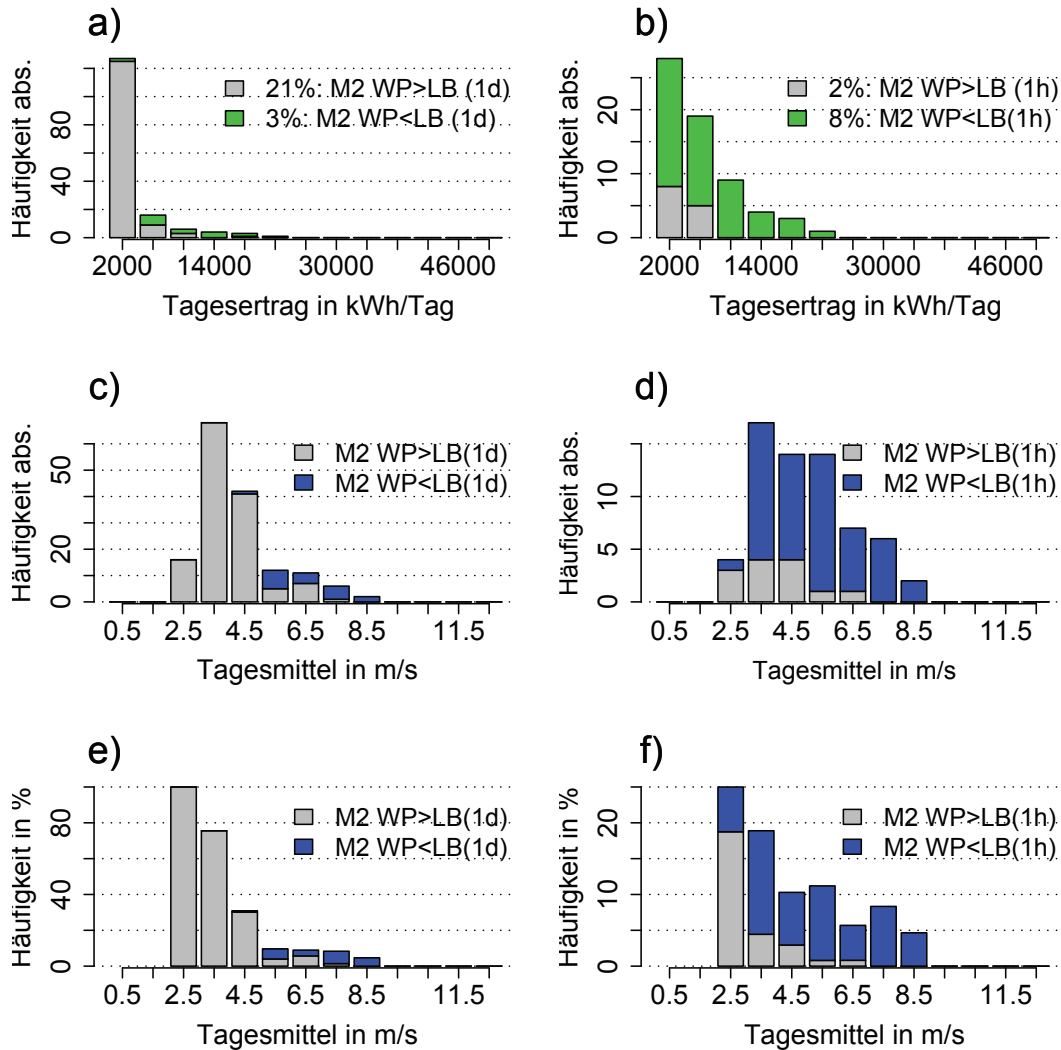 a)
Häufigkeit abs.
0
40
80
21%: M2 WP>LB (1d)
3%: M2 WP<LB (1d)
2000
14000
30000
46000
Tagesertrag in kWh/Tag
b)
Häufigkeit abs.
0
10
20
2%: M2 WP>LB (1h)
8%: M2 WP<LB(1h)
2000
14000
30000
46000
Tagesertrag in kWh/Tag
c)
Häufigkeit abs.
0
20
50
M2 WP>LB(1d)
M2 WP<LB(1d)
0.5
2.5
4.5
6.5
8.5
11.5
Tagesmittel in m/s
d)
Häufigkeit abs.
0
5
10
M2 WP>LB(1h)
M2 WP<LB(1h)
0.5
2.5
4.5
6.5
8.5
11.5
Tagesmittel in m/s
e)
Häufigkeit in %
0
40
80
M2 WP>LB(1d)
M2 WP<LB(1d)
0.5
2.5
4.5
6.5
8.5
11.5
Tagesmittel in m/s
f)
Häufigkeit in %
0
10
20
M2 WP>LB(1h)
M2 WP<LB(1h)
0.5
2.5
4.5
6.5
8.5
11.5
Tagesmittel in m/s